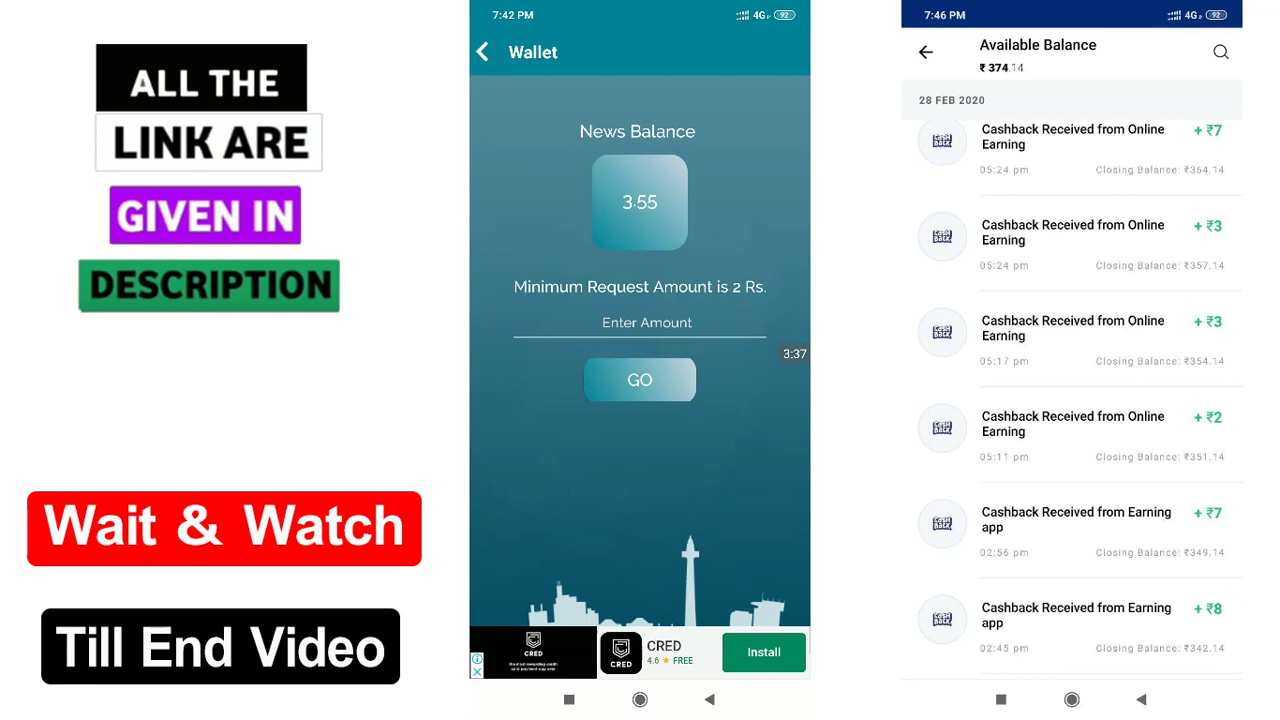 ALL THE
LINK ARE
GIVEN IN
DESCRIPTION
Wait & Watch
Till End Video
7:42 PM
4G
92
Wallet
News Balance
3.55
Minimum Request Amount is 2 Rs.
Enter Amount
GO
3:37
CRED
CRED
CRED
4.6 ★ FREE
Install
7:46 PM
4G
92
Available Balance
₹ 374.14
28 FEB 2020
Cashback Received from Online
Earning
+ ₹7
05:24 pm
Closing Balance: ₹364.14
Cashback Received from Online
Earning
+ ₹3
05:24 pm
Closing Balance: ₹357.14
Cashback Received from Online
Earning
+ ₹3
05:17 pm
Closing Balance: ₹354.14
Cashback Received from Online
Earning
+ ₹2
05:11 pm
Closing Balance: ₹351.14
Cashback Received from Earning
app
+ ₹7
02:56 pm
Closing Balance: ₹349.14
Cashback Received from Earning
app
+ ₹8
02:45 pm
Closing Balance: ₹342.14